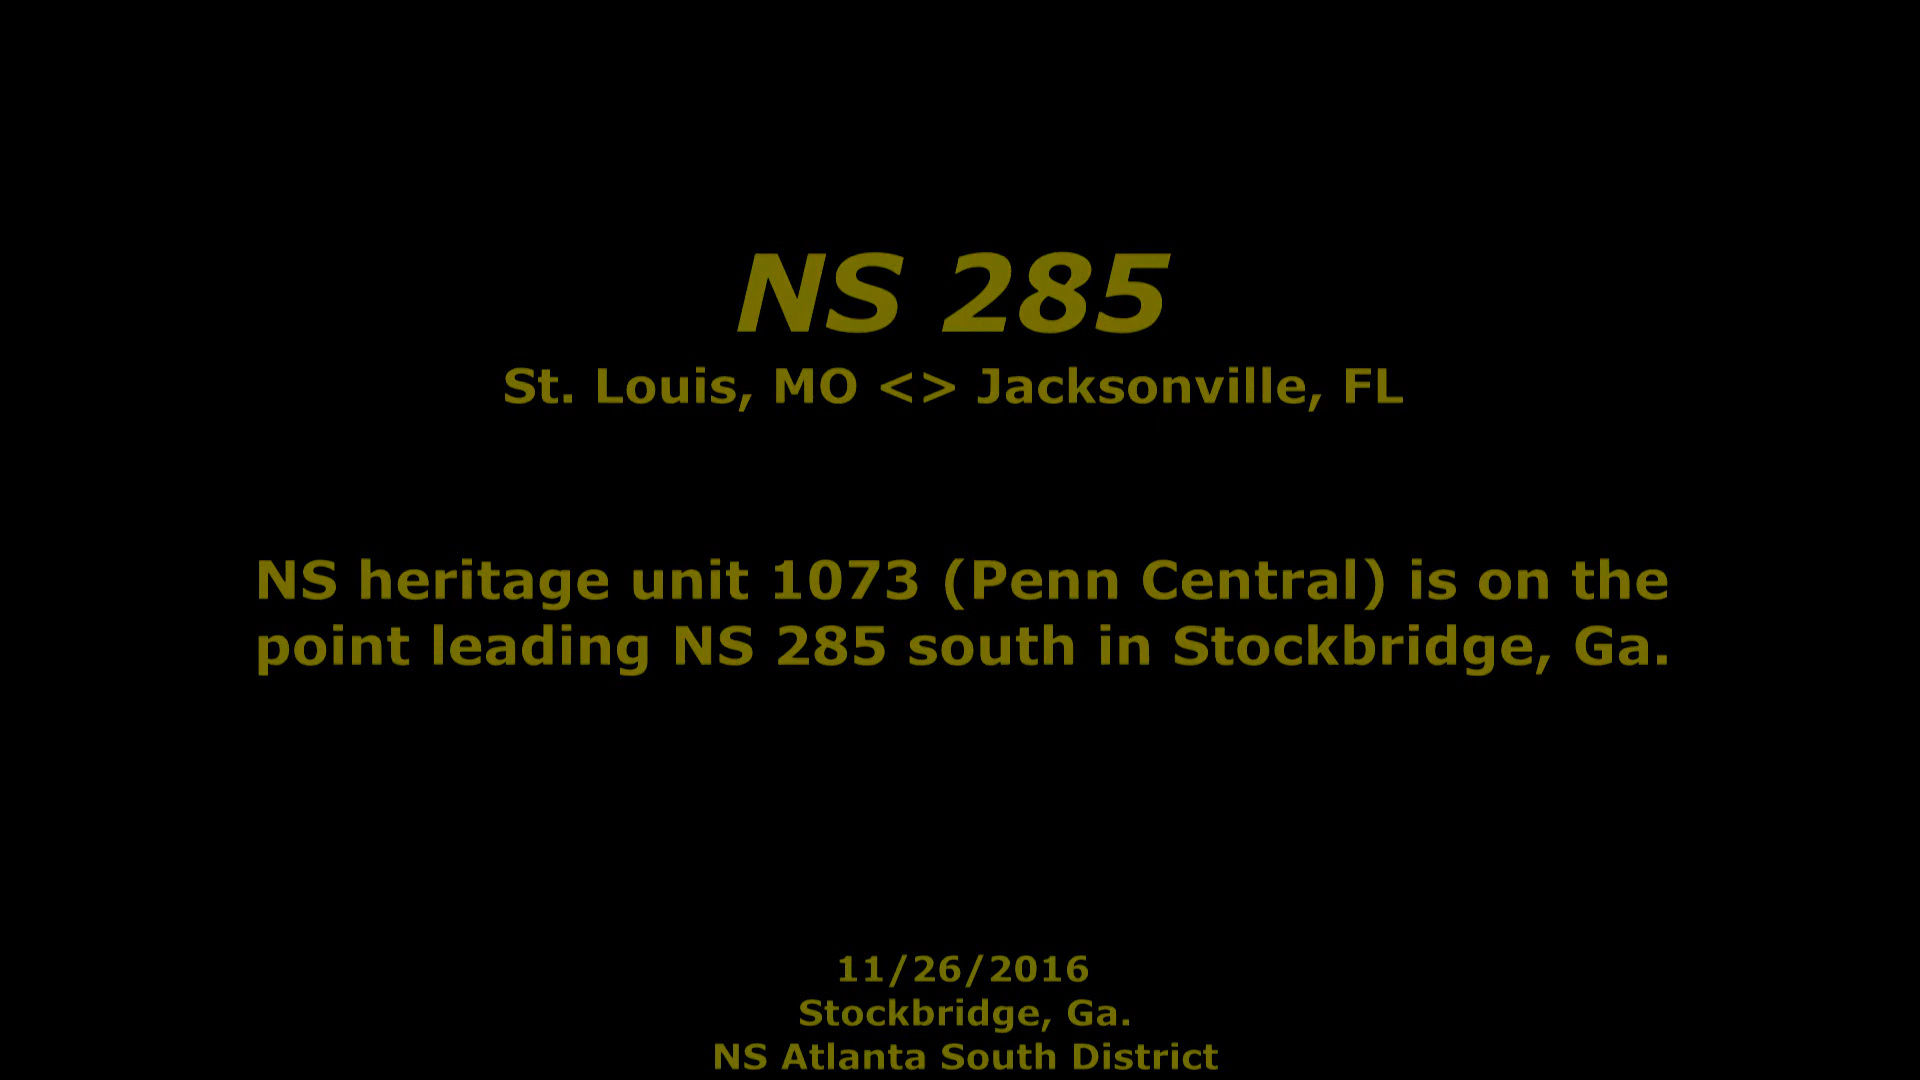 NS 285
St. Louis, MO <> Jacksonville, FL
NS heritage unit 1073 (Penn Central) is on the
point leading NS 285 south in Stockbridge, Ga.
11/26/2016
Stockbridge, Ga.
NS Atlanta South District